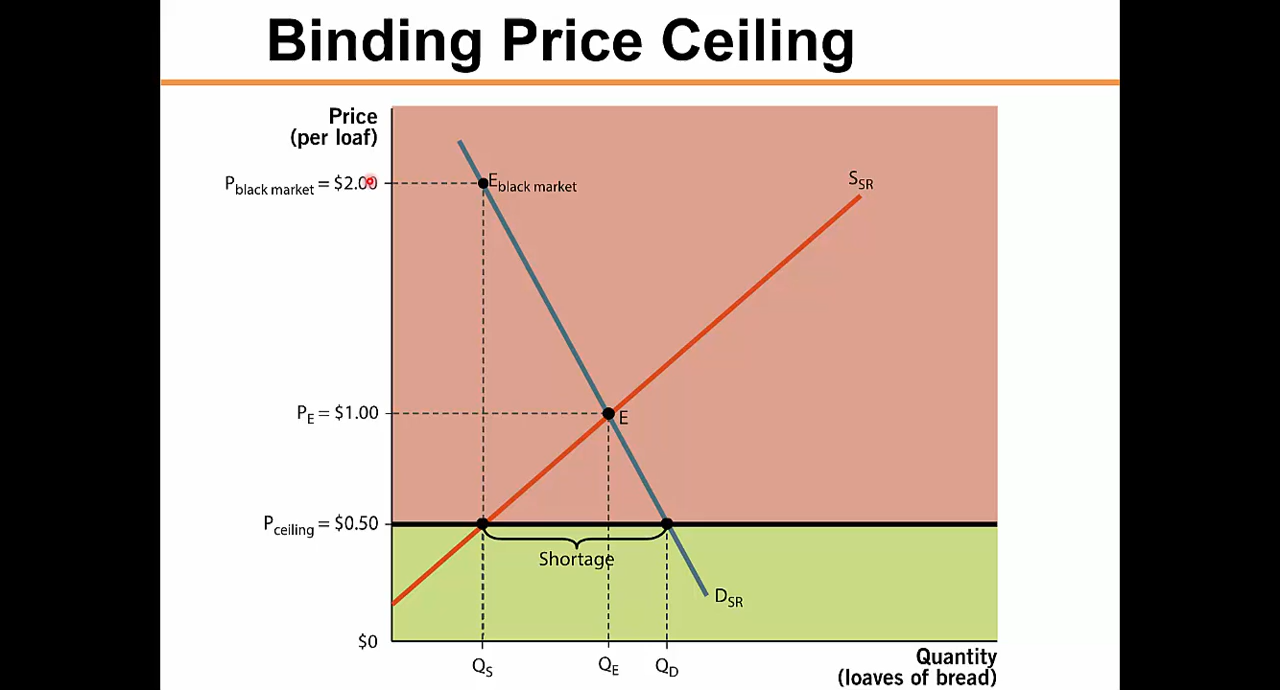 Binding Price Ceiling
Price
(per loaf)
P black market = $2.00
E black market
S SR
P E = $1.00
E
P ceiling = $0.50
Shortage
D SR
$0
Q S
Q E
Q D
Quantity
(loaves of bread)